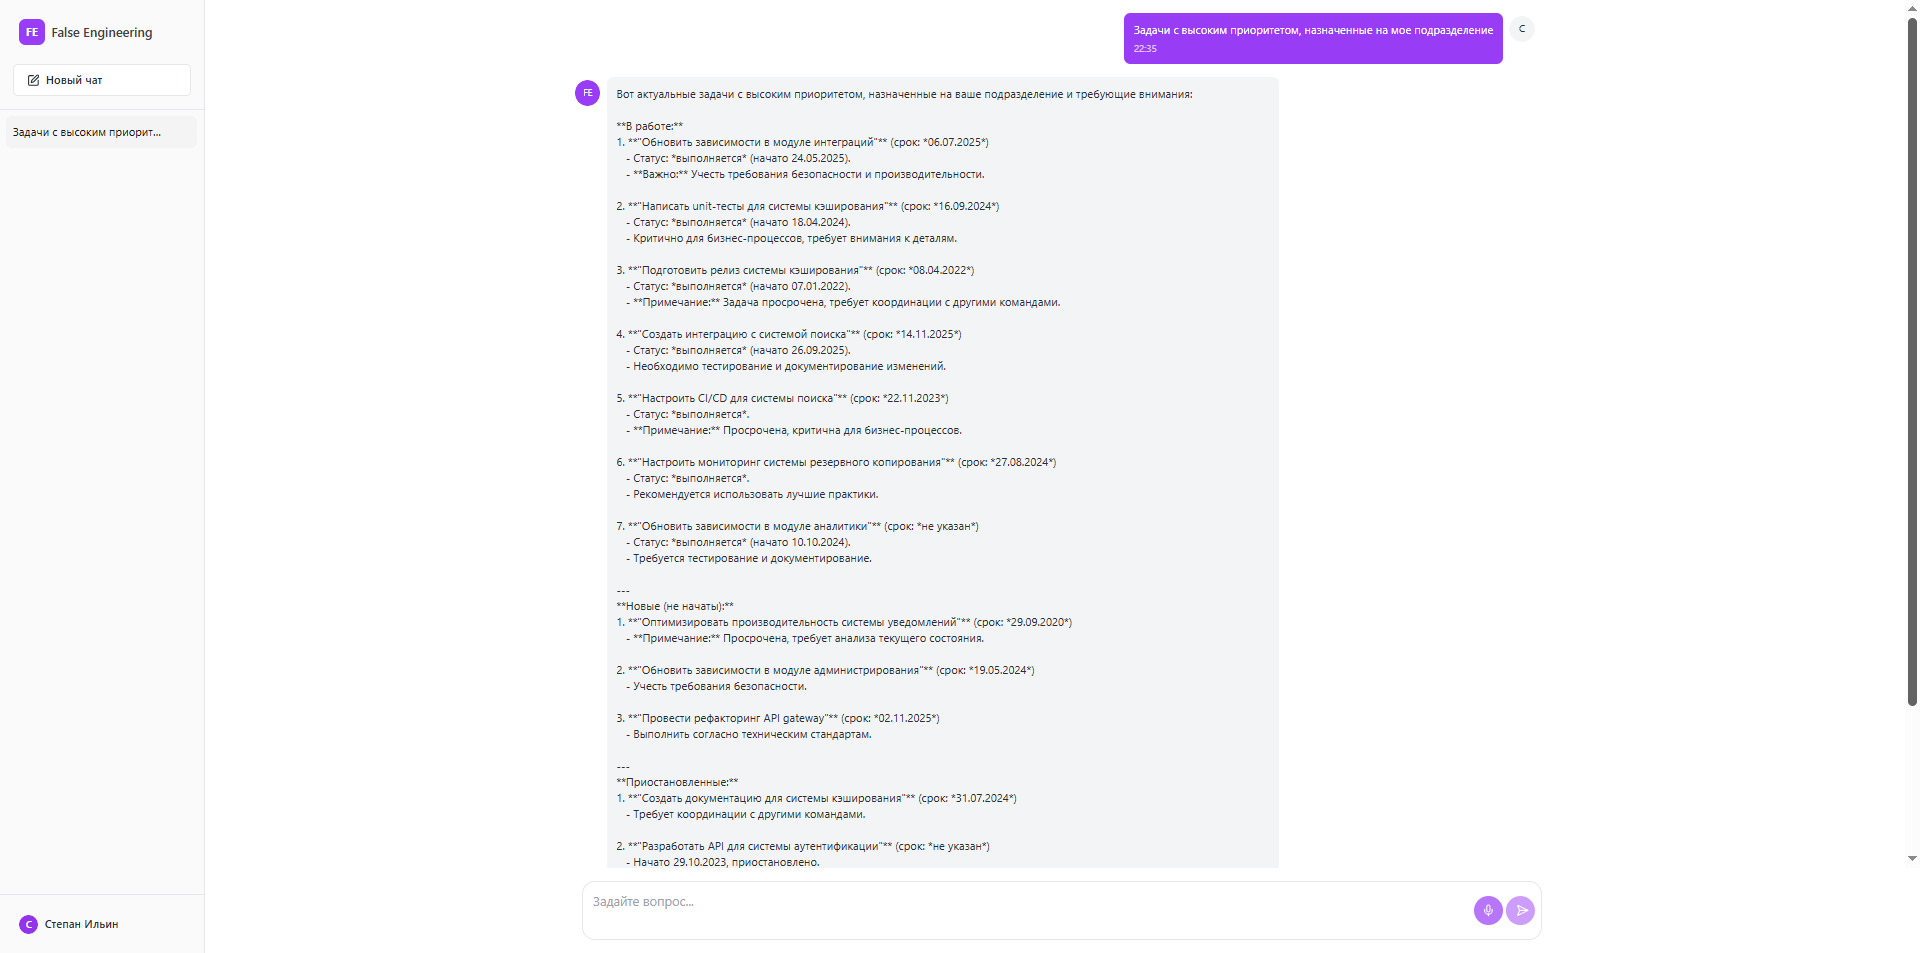 FE False Engineering
Новый чат
Задачи с высоким приорит...
Задачи с высоким приоритетом, назначенные на мое подразделение
22:35
C
FE
Вот актуальные задачи с высоким приоритетом, назначенные на ваше подразделение и требующие внимания:
**В работе:**
1. **"Обновить зависимости в модуле интеграций"** (срок: *06.07.2025*)
- Статус: *выполняется* (начато 24.05.2025).
- **Важно:** Учесть требования безопасности и производительности.
2. **"Написать unit-тесты для системы кэширования"** (срок: *16.09.2024*)
- Статус: *выполняется* (начато 18.04.2024).
- Критично для бизнес-процессов, требует внимания к деталям.
3. **"Подготовить релиз системы кэширования"** (срок: *08.04.2022*)
- Статус: *выполняется* (начато 07.01.2022).
- **Примечание:** Задача просрочена, требует координации с другими командами.
4. **"Создать интеграцию с системой поиска"** (срок: *14.11.2025*)
- Статус: *выполняется* (начато 26.09.2025).
- Необходимо тестирование и документирование изменений.
5. **"Настроить CI/CD для системы поиска"** (срок: *22.11.2023*)
- Статус: *выполняется*.
- **Примечание:** Просрочена, критична для бизнес-процессов.
6. **"Настроить мониторинг системы резервного копирования"** (срок: *27.08.2024*)
- Статус: *выполняется*.
- Рекомендуется использовать лучшие практики.
7. **"Обновить зависимости в модуле аналитики"** (срок: *не указан*)
- Статус: *выполняется* (начато 10.10.2024).
- Требуется тестирование и документирование.
---
**Новые (не начаты):**
1. **"Оптимизировать производительность системы уведомлений"** (срок: *29.09.2020*)
- **Примечание:** Просрочена, требует анализа текущего состояния.
2. **"Обновить зависимости в модуле администрирования"** (срок: *19.05.2024*)
- Учесть требования безопасности.
3. **"Провести рефакторинг API gateway"** (срок: *02.11.2025*)
- Выполнить согласно техническим стандартам.
---
**Приостановленные:**
1. **"Создать документацию для системы кэширования"** (срок: *31.07.2024*)
- Требует координации с другими командами.
2. **"Разработать API для системы аутентификации"** (срок: *не указан*)
- Начато 29.10.2023, приостановлено.
Задайте вопрос...
C Степан Ильин